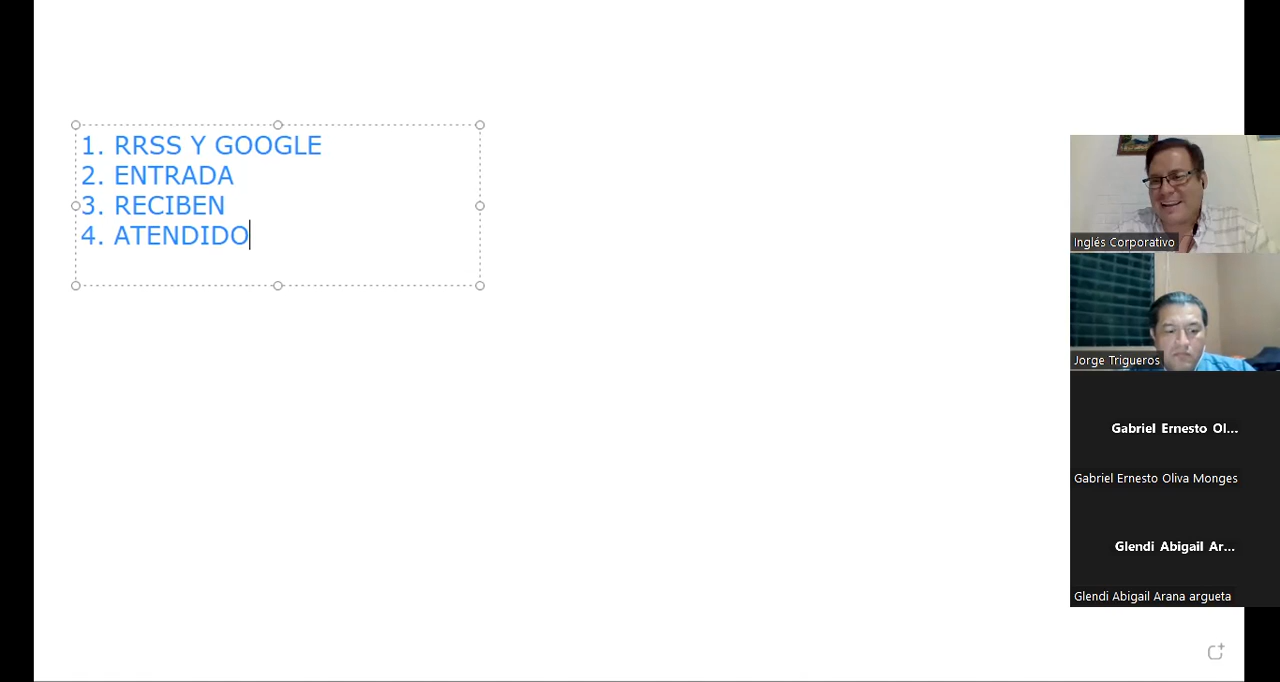 1. RRSS Y GOOGLE
2. ENTRADA
3. RECIBEN
4. ATENDIDO
Inglés Corporativo
Jorge Trigueros
Gabriel Ernesto Ol...
Gabriel Ernesto Oliva Monges
Glendi Abigail Ar...
Glendi Abigail Arana argueta